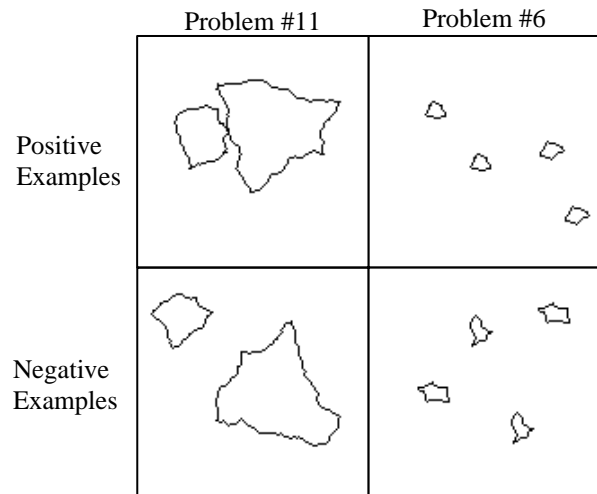 Problem #11
Problem #6
Positive
Examples
Negative
Examples